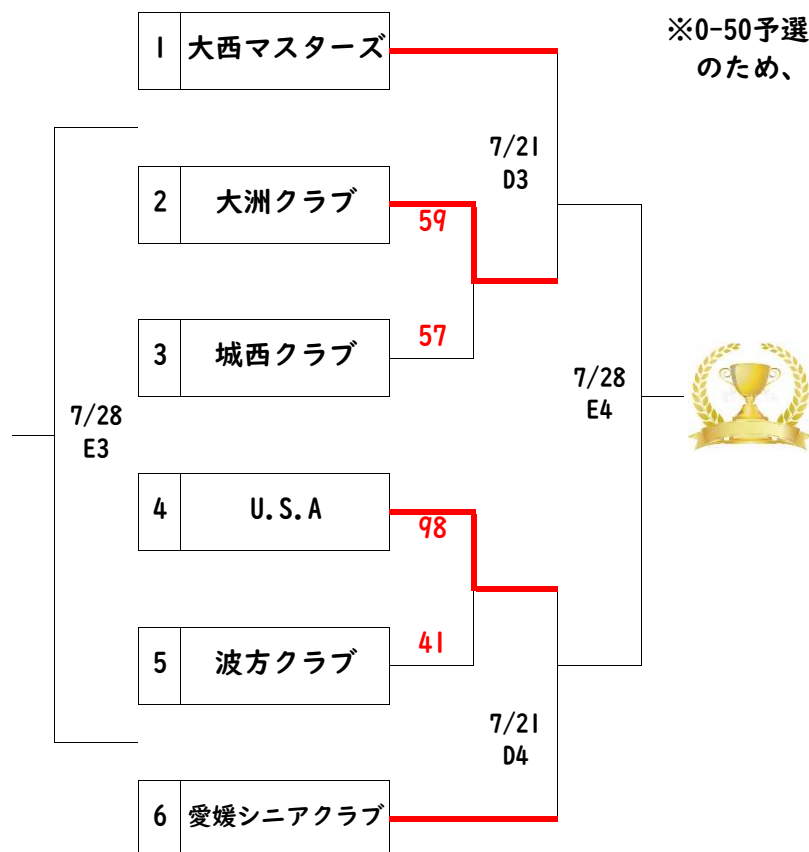 ※O-50予選
のため、
1 大西マスターズ
7/21
D3
2 大洲クラブ
59
3 城西クラブ
57
7/28
E4
7/28
E3
4 U.S.A
98
5 波方クラブ
41
7/21
D4
6 愛媛シニアクラブ